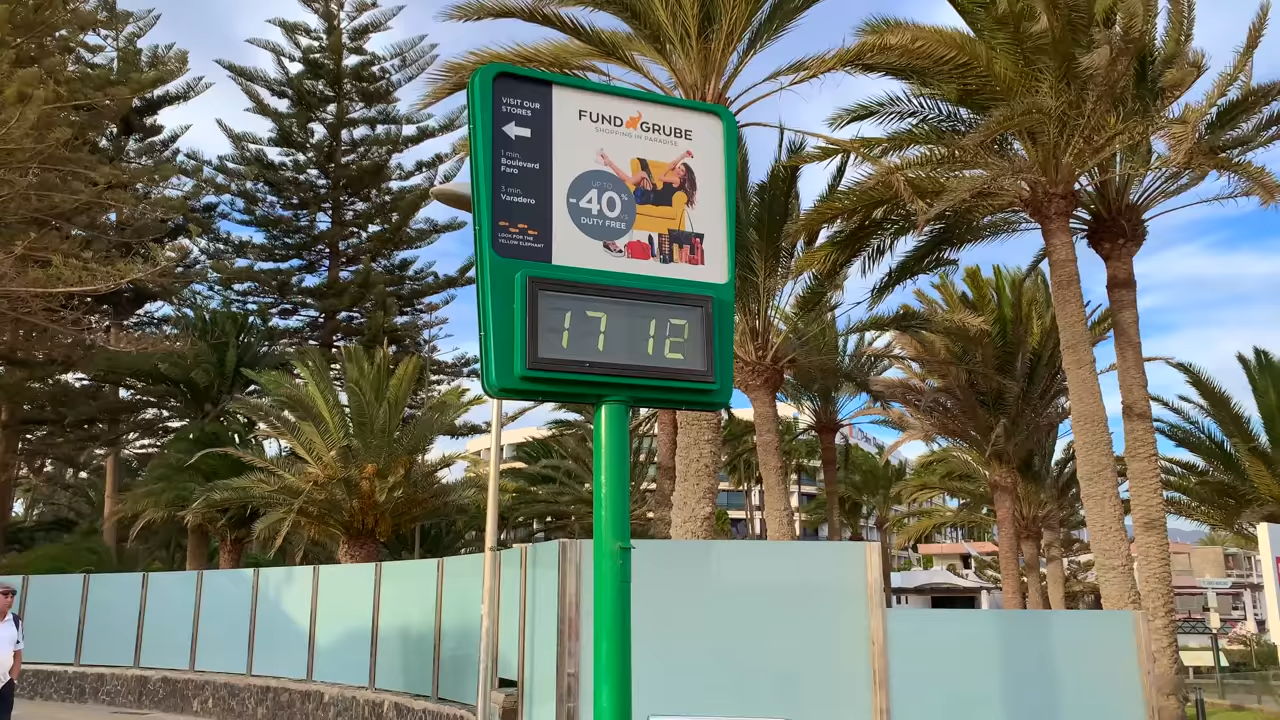 VISIT OUR
STORES
1 min.
Boulevard
Faro
3 min.
Varadero
LOOK FOR THE
YELLOW ELEPHANT
FUND GRUBE
SHOPPING IN PARADISE
UP TO
-40%
DUTY FREE
17 12